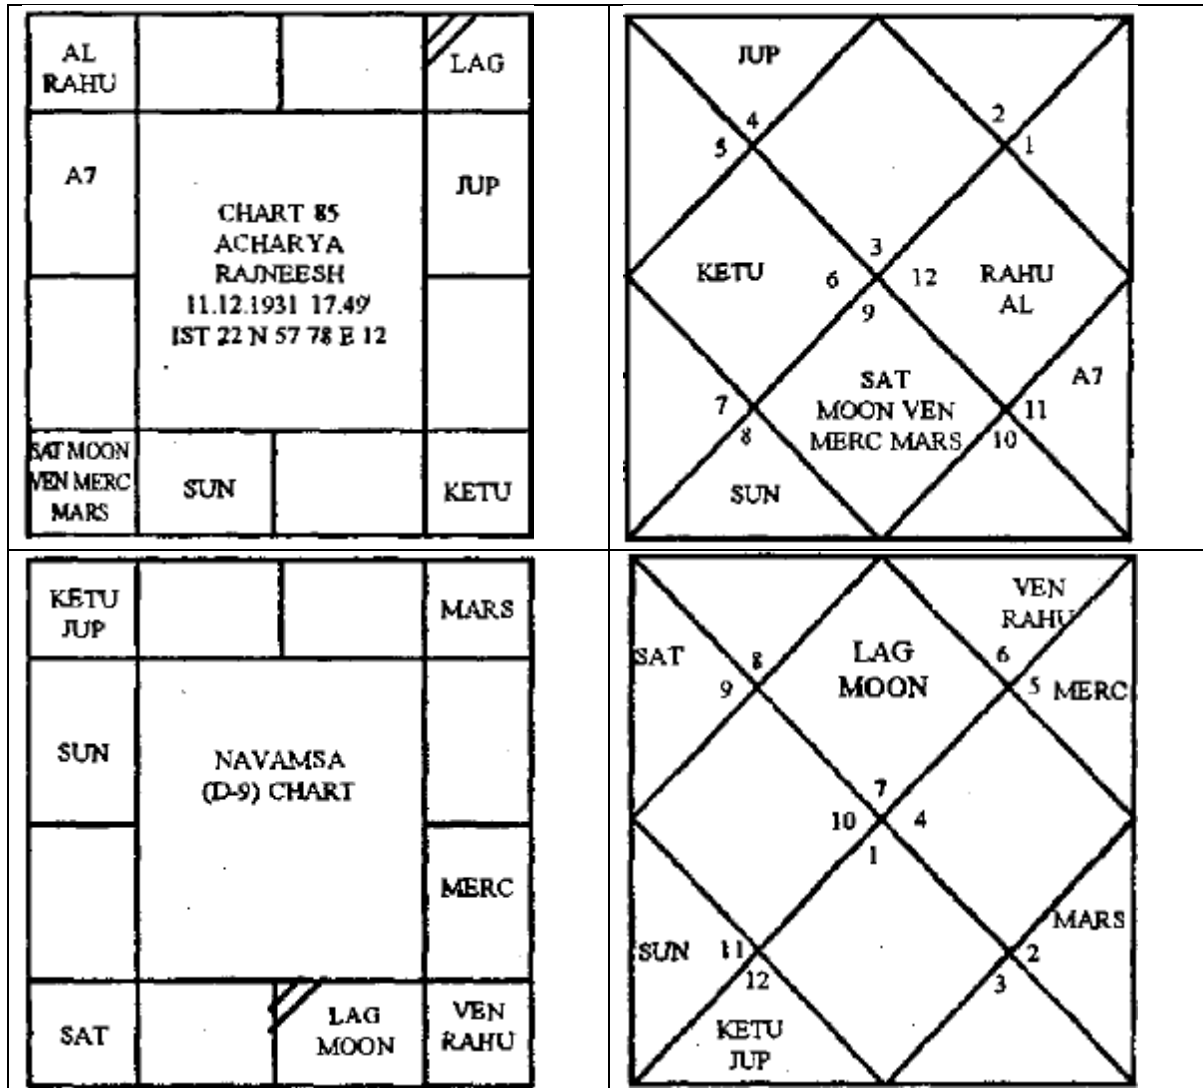 AL
RAHU
LAG
A7
JUP
CHART 85
ACHARYA
RAJNEESH
11.12.1931 17.49'
IST 22 N 57 78 E 12
SAT MOON
VEN MERC
MARS
SUN
KETU
JUP
4
2
5
1
3
KETU
6
12
RAHU
AL
9
SAT
MOON VEN
MERC MARS
A7
7
11
8
10
SUN
KETU
JUP
MARS
SUN
NAVAMSA
(D-9) CHART
MERC
SAT
LAG
MOON
VEN
RAHU
VEN
RAHU
SAT
LAG
MOON
8
6
9
5
MERC
7
10
4
1
MARS
SUN
11
2
12
3
KETU
JUP